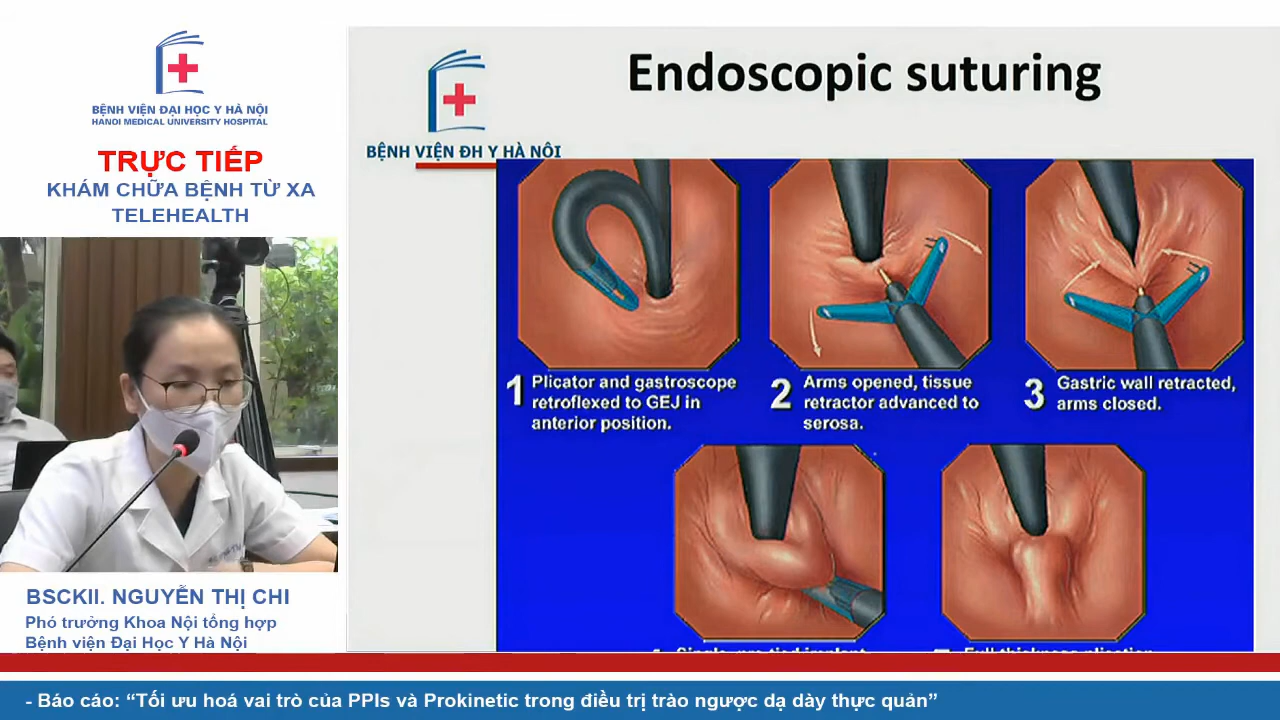 BỆNH VIỆN ĐẠI HỌC Y HÀ NỘI
HANOI MEDICAL UNIVERSITY HOSPITAL
TRỰC TIẾP
KHÁM CHỮA BỆNH TỪ XA
TELEHEALTH
BSCKII. NGUYỄN THỊ CHI
Phó trưởng Khoa Nội tổng hợp
Bệnh viện Đại Học Y Hà Nội
BỆNH VIỆN ĐH Y HÀ NÔI
Endoscopic suturing
1 Plicator and gastroscope
retroflexed to GEJ in
anterior position.
2 Arms opened, tissue
retractor advanced to
serosa.
3 Gastric wall retracted,
arms closed.
- Báo cáo: “Tối ưu hoá vai trò của PPIs và Prokinetic trong điều trị trào ngược dạ dày thực quản”